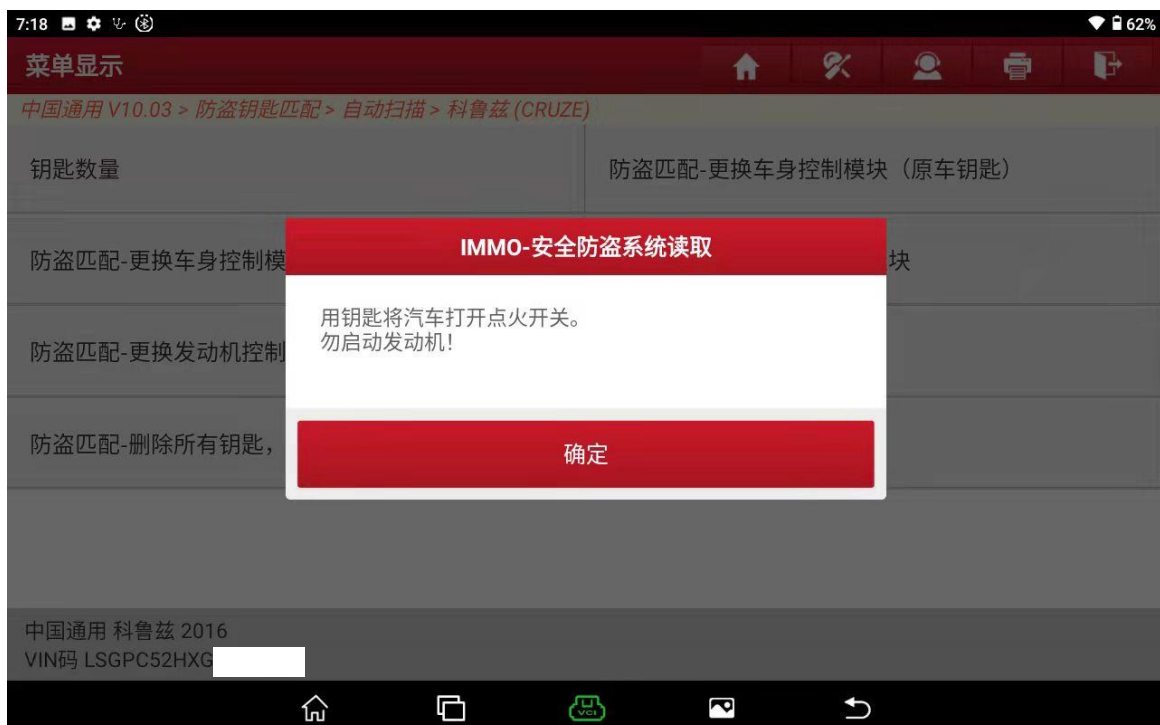 7:18
62%
菜单显示
中国通用 V10.03 > 防盗钥匙匹配 > 自动扫描 > 科鲁兹 (CRUZE)
钥匙数量
防盗匹配-更换车身控制模块（原车钥匙）
IMMO-安全防盗系统读取
防盗匹配-更换车身控制模
块
用钥匙将汽车打开点火开关。
勿启动发动机！
防盗匹配-更换发动机控制
防盗匹配-删除所有钥匙，
确定
中国通用 科鲁兹 2016
VIN码 LSGPC52HXG
VCI